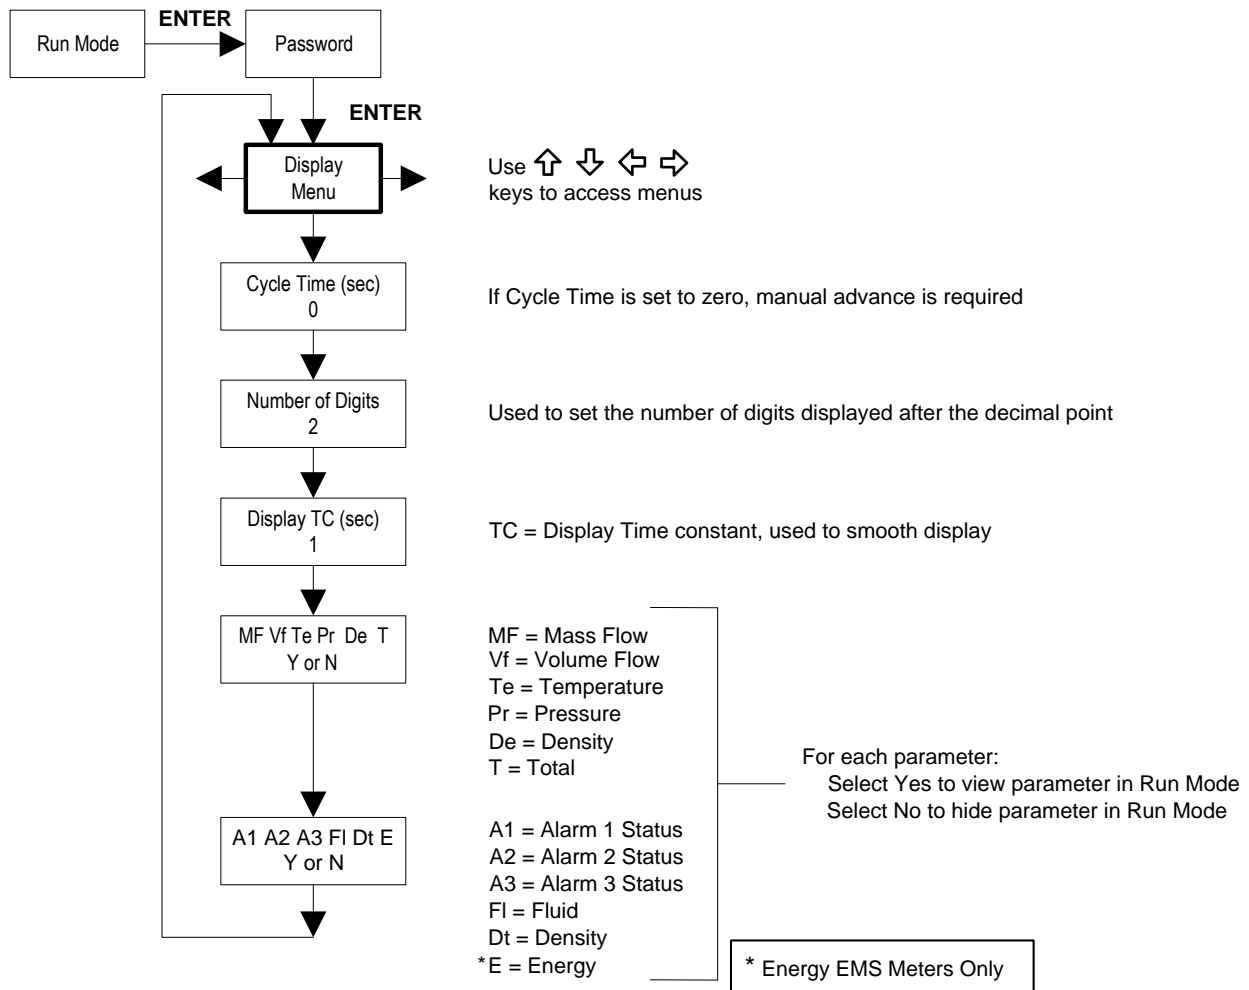 ENTER
Run Mode
Password
ENTER
Display
Menu
Use
keys to access menus
Cycle Time (sec)
0
If Cycle Time is set to zero, manual advance is required
Number of Digits
2
Used to set the number of digits displayed after the decimal point
Display TC (sec)
1
TC = Display Time constant, used to smooth display
MF Vf Te Pr De T
Y or N
MF = Mass Flow
Vf = Volume Flow
Te = Temperature
Pr = Pressure
De = Density
T = Total
For each parameter:
Select Yes to view parameter in Run Mode
Select No to hide parameter in Run Mode
A1 A2 A3 Fl Dt E
Y or N
A1 = Alarm 1 Status
A2 = Alarm 2 Status
A3 = Alarm 3 Status
Fl = Fluid
Dt = Density
*E = Energy
* Energy EMS Meters Only